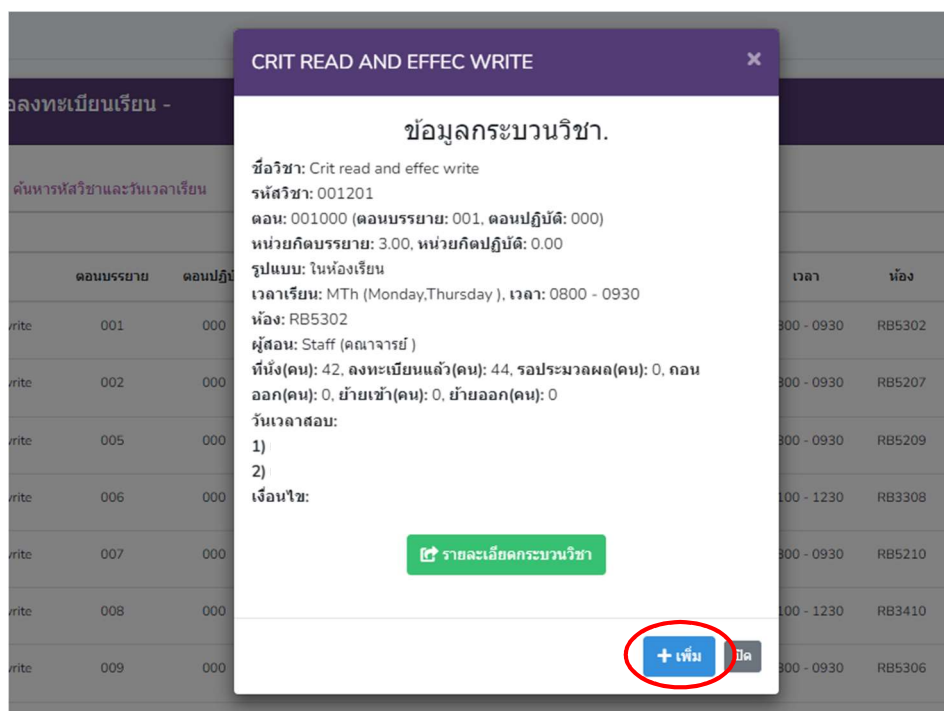 CRIT READ AND EFFEC WRITE ×
ลงทะเบียนเรียน -
ข้อมูลกระบวนวิชา.
ชื่อวิชา: Crit read and effec write
ค้นหารหัสวิชาและวันเวลาเรียน
รหัสวิชา: 001201
ตอน: 001000 (ตอนบรรยาย: 001, ตอนปฏิบัติ: 000)
หน่วยกิตบรรยาย: 3.00, หน่วยกิตปฏิบัติ: 0.00
รูปแบบ: ในห้องเรียน
ตอนบรรยาย ตอนปฏิบั เวลา ห้อง
เวลาเรียน: MTh (Monday,Thursday ), เวลา: 0800 - 0930
ห้อง: RB5302
write 001 000 800 - 0930 RB5302
ผู้สอน: Staff (คณาจารย์ )
ที่นั่ง(คน): 42, ลงทะเบียนแล้ว(คน): 44, รอประมวลผล(คน): 0, ถอน
ออก(คน): 0, ย้ายเข้า(คน): 0, ย้ายออก(คน): 0
write 002 000 800 - 0930 RB5207
วันเวลาสอบ:
1)
write 005 000 800 - 0930 RB5209
2)
เงื่อนไข:
write 006 000 100 - 1230 RB3308
รายละเอียดกระบวนวิชา
write 007 000 800 - 0930 RB5210
write 008 000 100 - 1230 RB3410
+ เพิ่ม ปิด
write 009 000 800 - 0930 RB5306